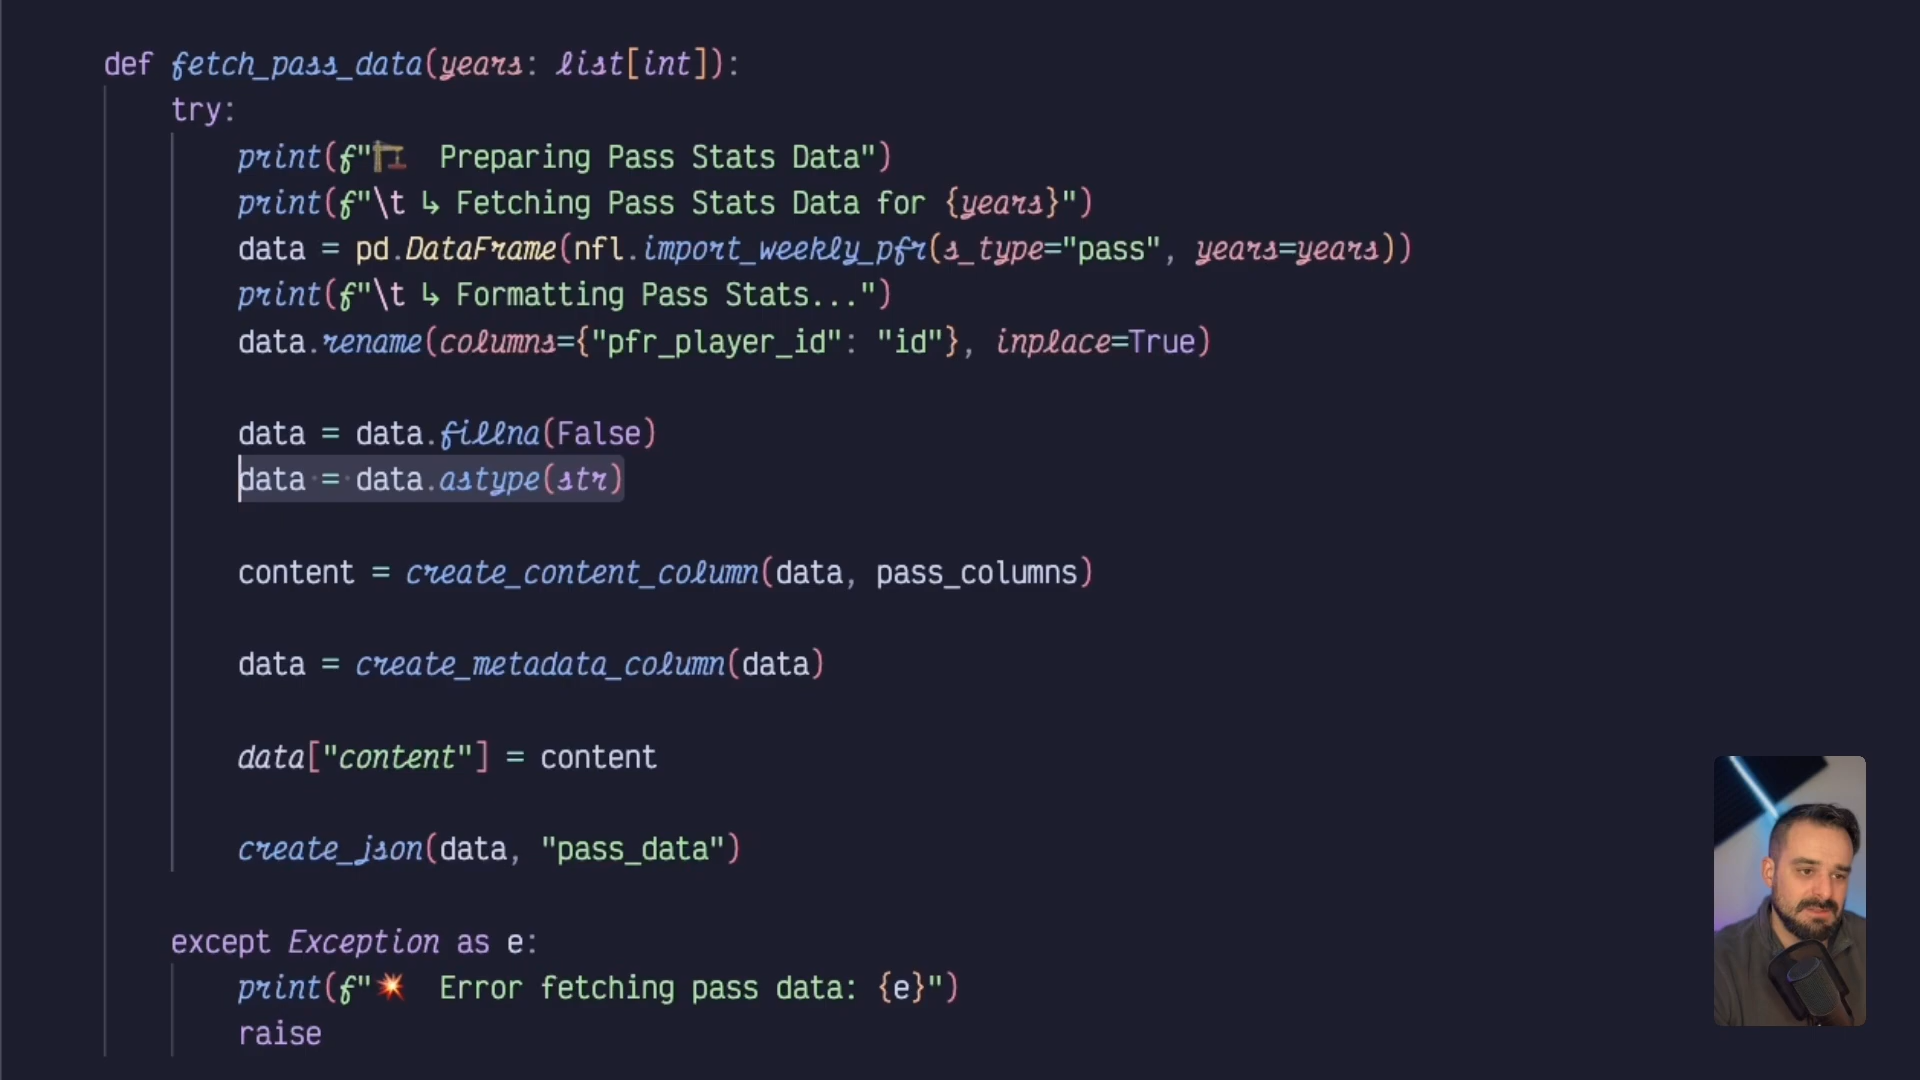 def fetch_pass_data(years: list[int]):
try:
print(f"🏗️ Preparing Pass Stats Data")
print(f"\t ↳ Fetching Pass Stats Data for {years}")
data = pd.DataFrame(nfl.import_weekly_pfr(s_type="pass", years=years))
print(f"\t ↳ Formatting Pass Stats...")
data.rename(columns={"pfr_player_id": "id"}, inplace=True)
data = data.fillna(False)
data = data.astype(str)
content = create_content_column(data, pass_columns)
data = create_metadata_column(data)
data["content"] = content
create_json(data, "pass_data")
except Exception as e:
print(f"💥 Error fetching pass data: {e}")
raise